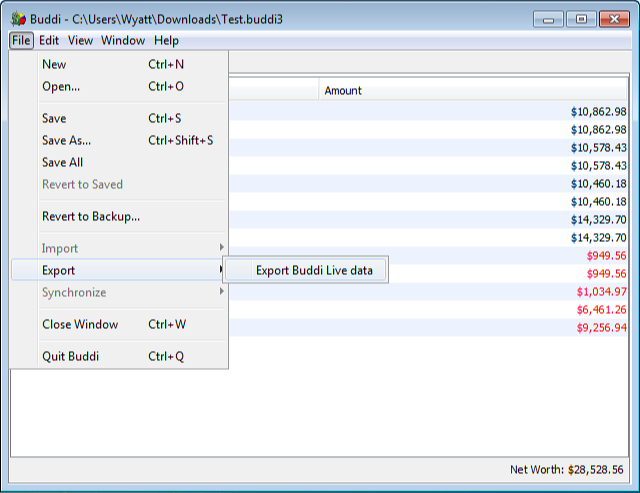 Buddi - C:\Users\Wyatt\Downloads\Test.buddi3
File Edit View Window Help
New Ctrl+N
Open... Ctrl+O
Amount
$10,862.98
Save Ctrl+S
$10,862.98
Save As... Ctrl+Shift+S
$10,578.43
Save All
$10,578.43
Revert to Saved
$10,460.18
$10,460.18
Revert to Backup...
$14,329.70
$14,329.70
Import
$949.56
Export
Export Buddi Live data
$949.56
Synchronize
$1,034.97
$6,461.26
Close Window Ctrl+W
$9,256.94
Quit Buddi Ctrl+Q
Net Worth: $28,528.56